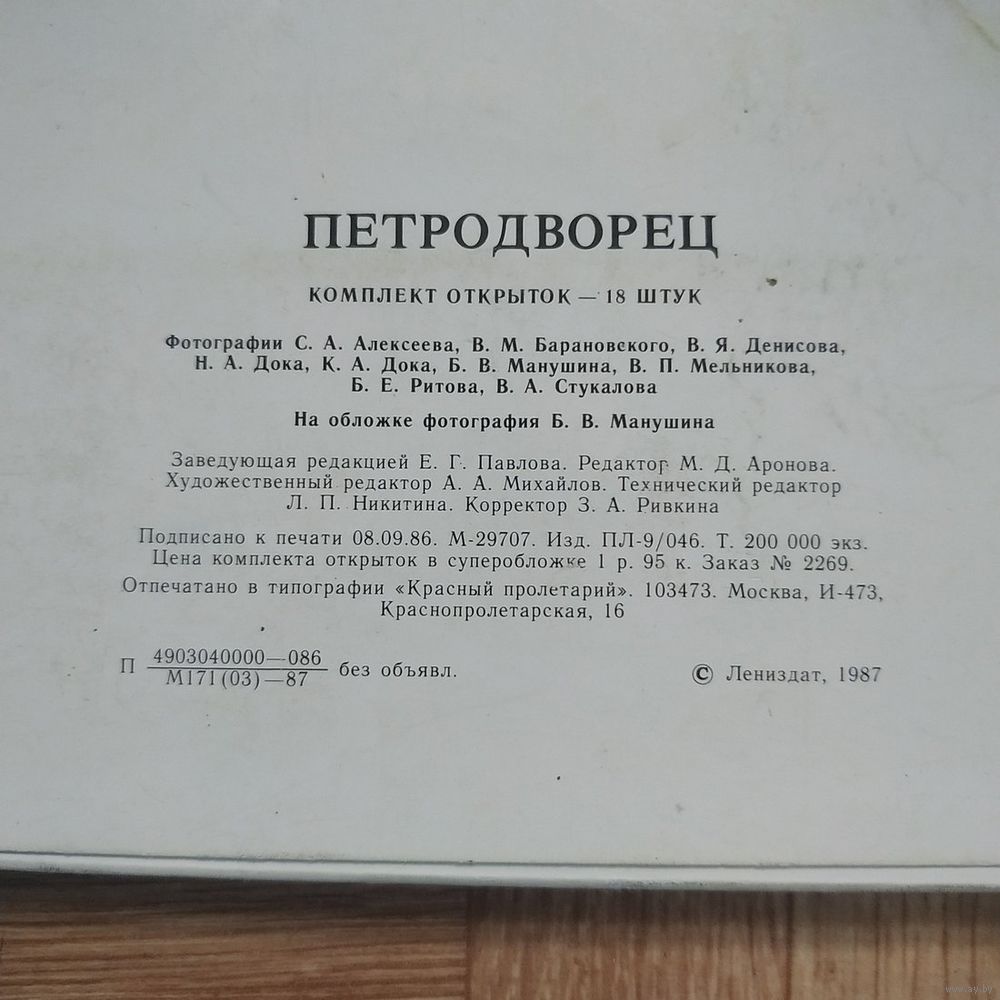 ПЕТРОДВОРЕЦ
КОМПЛЕКТ ОТКРЫТОК — 18 ШТУК
Фотографии С. А. Алексеева, В. М. Барановского, В. Я. Денисова,
Н. А. Дока, К. А. Дока, Б. В. Манушина, В. П. Мельникова,
Б. Е. Ритова, В. А. Стукалова
На обложке фотография Б. В. Манушина
Заведующая редакцией Е. Г. Павлова. Редактор М. Д. Аронова.
Художественный редактор А. А. Михайлов. Технический редактор
Л. П. Никитина. Корректор З. А. Ривкина
Подписано к печати 08.09.86. М-29707. Изд. ПЛ-9/046. Т. 200 000 экз.
Цена комплекта открыток в суперобложке 1 р. 95 к. Заказ № 2269.
Отпечатано в типографии «Красный пролетарий». 103473. Москва, И-473,
Краснопролетарская, 16
П 4903040000—086
М171(03)—87 без объявл.
© Лениздат, 1987
www.ay.by